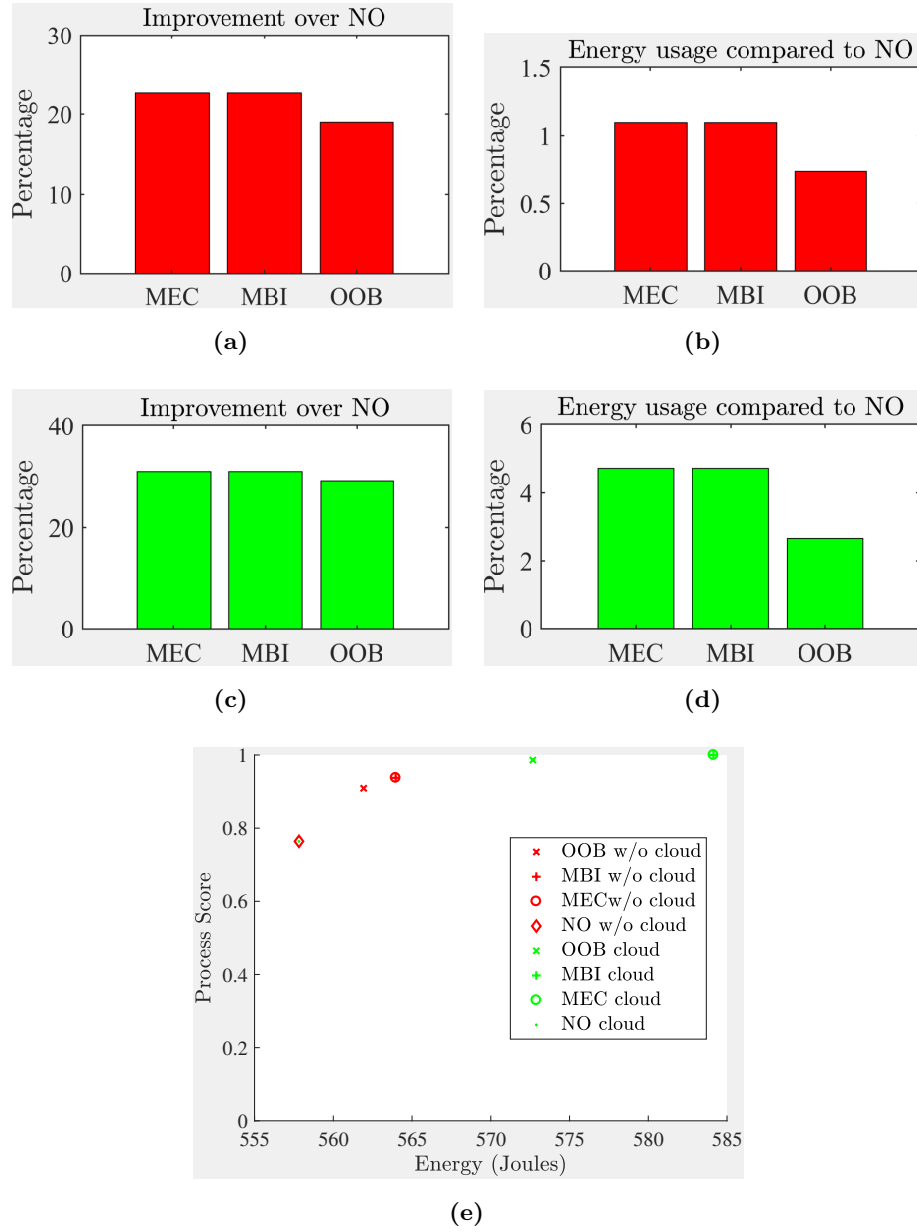 Improvement over NO
30
20
10
0
Percentage
MEC MBI OOB
(a)
Energy usage compared to NO
1.5
1
0.5
0
Percentage
MEC MBI OOB
(b)
Improvement over NO
40
20
0
Percentage
MEC MBI OOB
(c)
Energy usage compared to NO
6
4
2
0
Percentage
MEC MBI OOB
(d)
1
0.8
0.6
0.4
0.2
0
Process Score
OOB w/o cloud
MBI w/o cloud
MECw/o cloud
NO w/o cloud
OOB cloud
MBI cloud
MEC cloud
NO cloud
555 560 565 570 575 580 585
Energy (Joules)
(e)